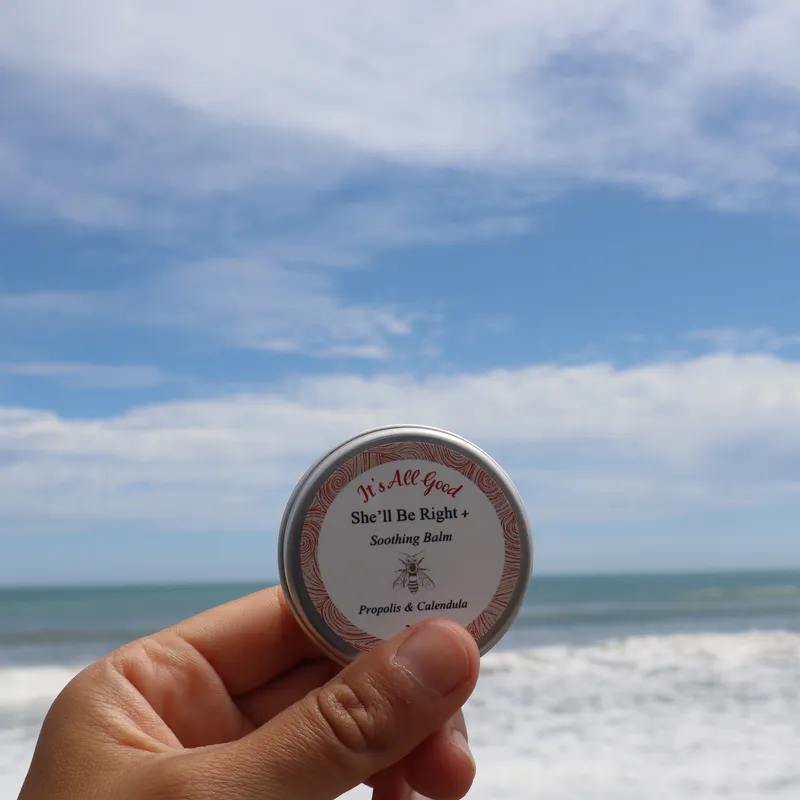 It's All Good
She'll Be Right +
Soothing Balm
Propolis & Calendula